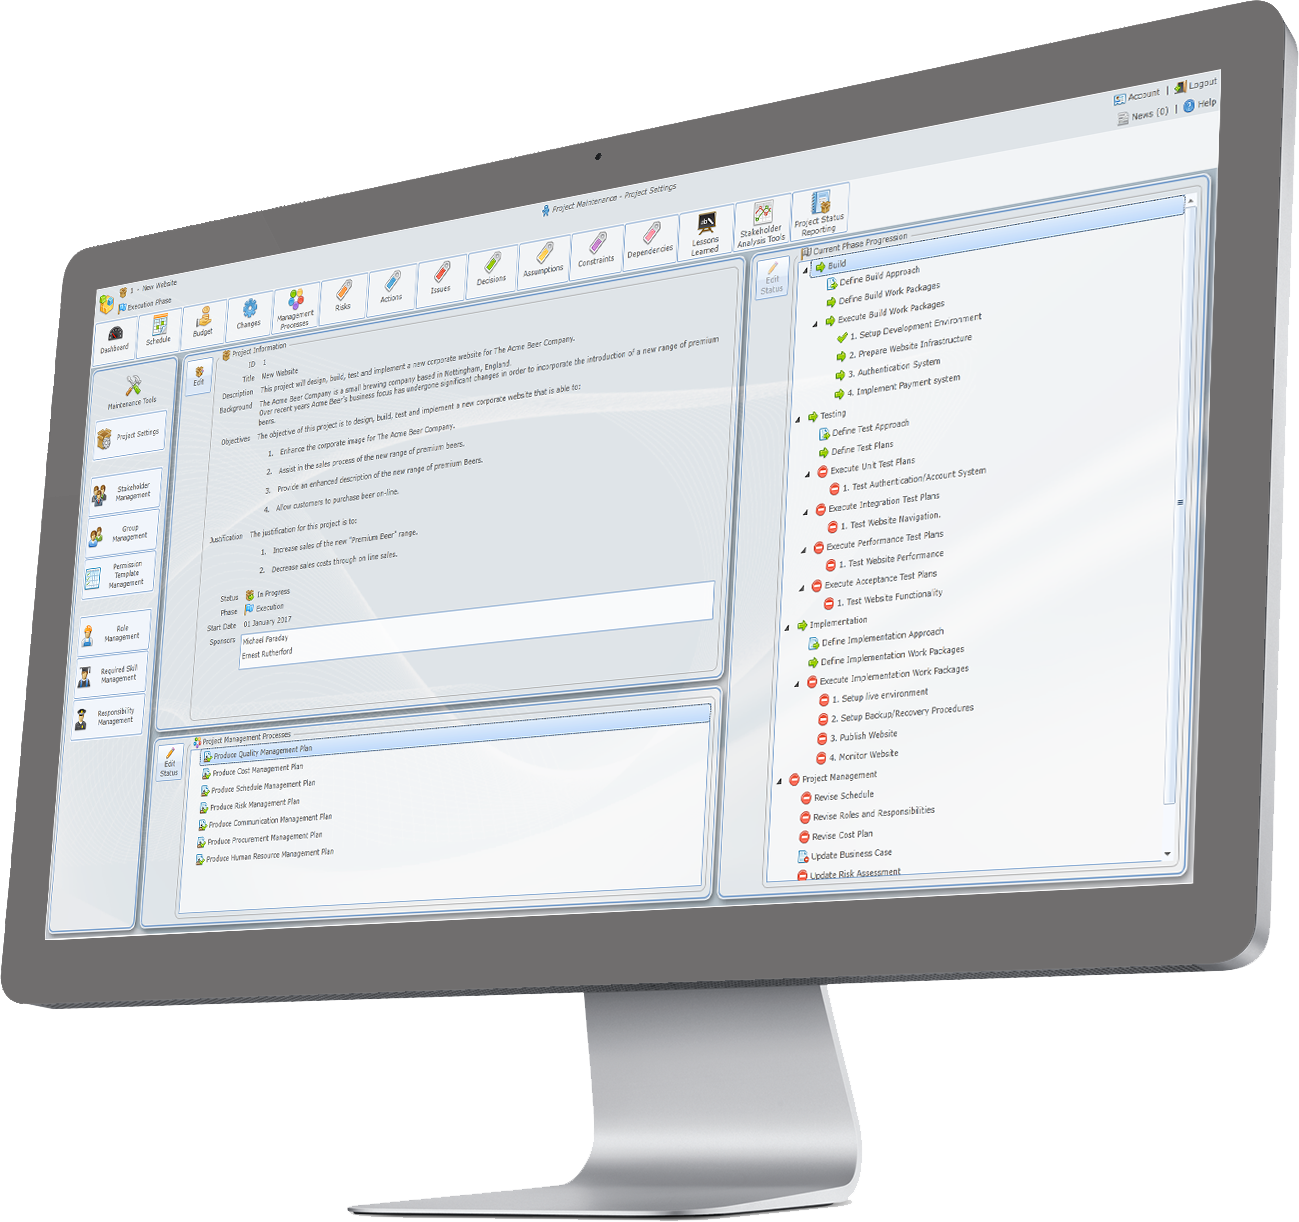 Account | Logout
News (0) | Help
Project Maintenance - Project Settings
1 - New Website
Execution Phase
Dashboard
Schedule
Budget
Changes
Management
Processes
Risks
Actions
Issues
Decisions
Assumptions
Constraints
Dependencies
Lessons
Learned
Stakeholder
Analysis Tools
Project Status
Reporting
Maintenance Tools
Project Settings
Stakeholder
Management
Group
Management
Permission
Template
Management
Role
Management
Required Skill
Management
Responsibility
Management
Edit
Project Information
ID 1
Title New Website
Description This project will design, build, test and implement a new corporate website for The Acme Beer Company.
Background The Acme Beer Company is a small brewing company based in Nottingham, England.
Over recent years Acme Beer's business focus has undergone significant changes in order to incorporate the introduction of a new range of premium
beers.
Objectives The objective of this project is to design, build, test and implement a new corporate website that is able to:
1. Enhance the corporate image for The Acme Beer Company.
2. Assist in the sales process of the new range of premium beers.
3. Provide an enhanced description of the new range of premium Beers.
4. Allow customers to purchase beer on-line.
Justification The justification for this project is to:
1. Increase sales of the new "Premium Beer" range.
2. Decrease sales costs through on line sales.
Status In Progress
Phase Execution
Start Date 01 January 2017
Sponsors Michael Faraday
Ernest Rutherford
Edit
Status
Project Management Processes
Produce Quality Management Plan
Produce Cost Management Plan
Produce Schedule Management Plan
Produce Risk Management Plan
Produce Communication Management Plan
Produce Procurement Management Plan
Produce Human Resource Management Plan
Edit
Status
Current Phase Progression
Build
Define Build Approach
Define Build Work Packages
Execute Build Work Packages
1. Setup Development Environment
2. Prepare Website Infrastructure
3. Authentication System
4. Implement Payment system
Testing
Define Test Approach
Define Test Plans
Execute Unit Test Plans
1. Test Authentication/Account System
Execute Integration Test Plans
1. Test Website Navigation.
Execute Performance Test Plans
1. Test Website Performance
Execute Acceptance Test Plans
1. Test Website Functionality
Implementation
Define Implementation Approach
Define Implementation Work Packages
Execute Implementation Work Packages
1. Setup live environment
2. Setup Backup/Recovery Procedures
3. Publish Website
4. Monitor Website
Project Management
Revise Schedule
Revise Roles and Responsibilities
Revise Cost Plan
Update Business Case
Update Risk Assessment